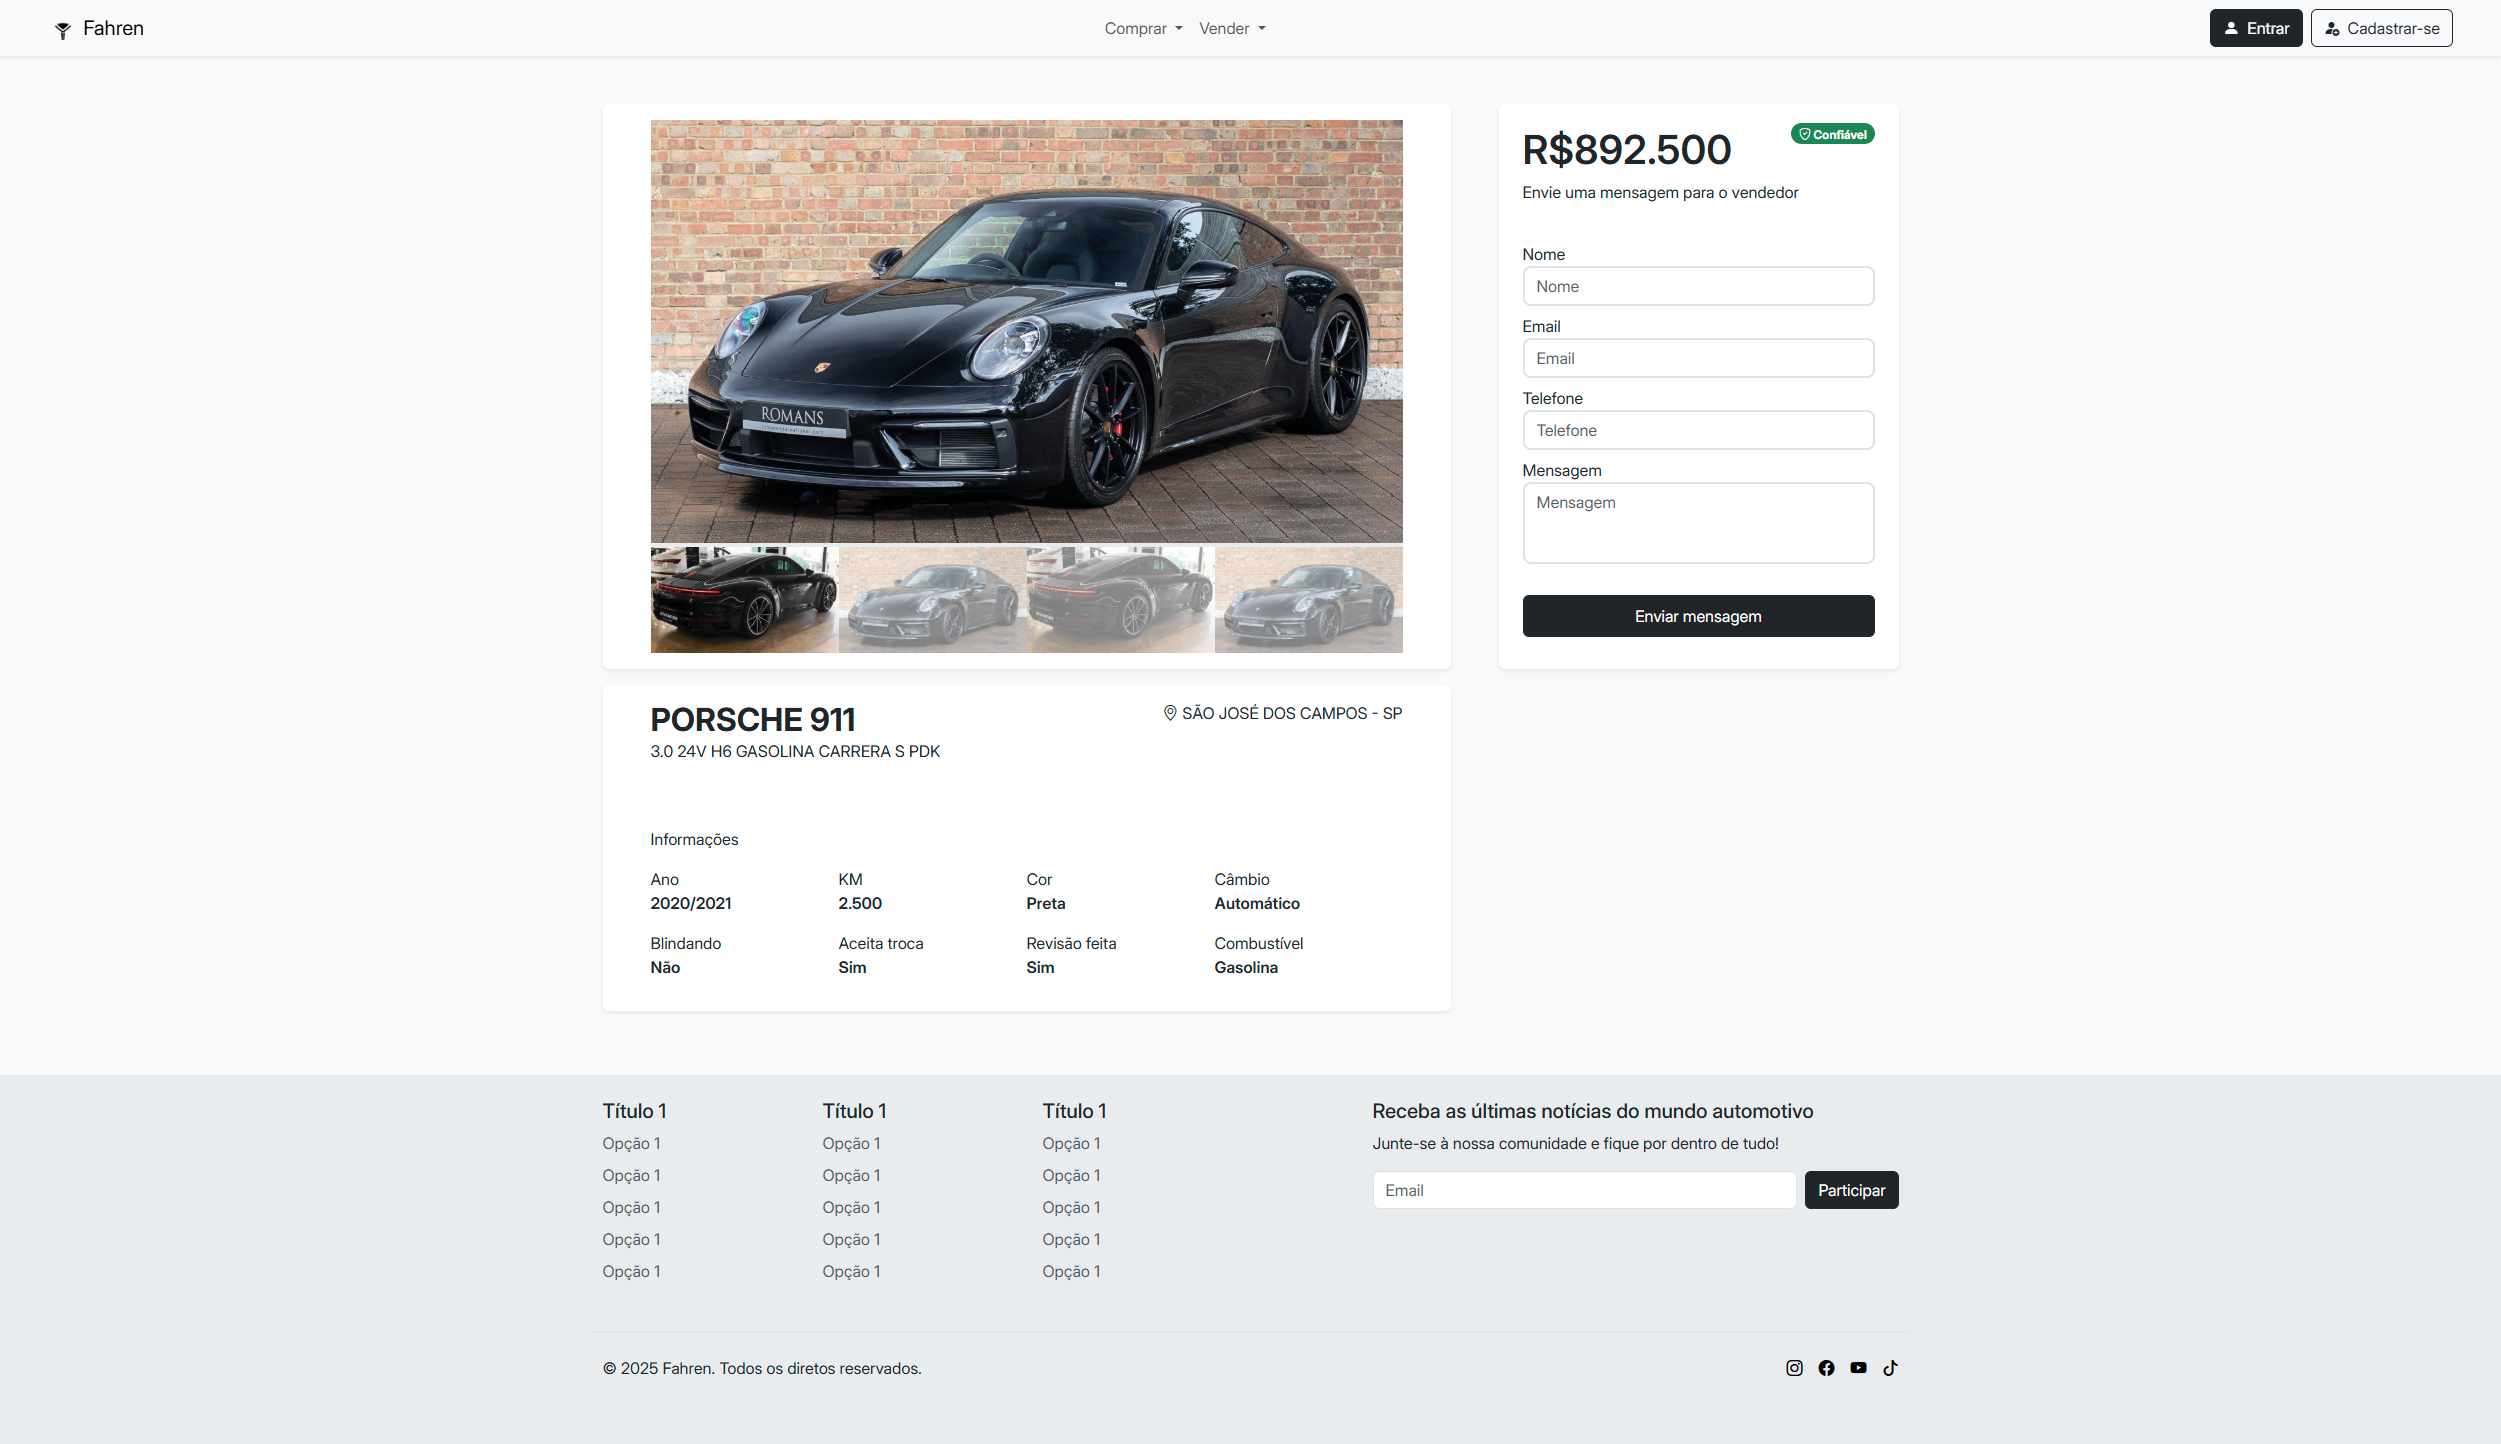 Fahren
Comprar
Vender
Entrar
Cadastrar-se
ROMANS
R$892.500
Confiável
Envie uma mensagem para o vendedor
Nome
Nome
Email
Email
Telefone
Telefone
Mensagem
Mensagem
Enviar mensagem
PORSCHE 911
SÃO JOSÉ DOS CAMPOS - SP
3.0 24V H6 GASOLINA CARRERA S PDK
Informações
Ano KM Cor Câmbio
2020/2021 2.500 Preta Automático
Blindando Aceita troca Revisão feita Combustível
Não Sim Sim Gasolina
Título 1 Título 1 Título 1
Opção 1 Opção 1 Opção 1
Opção 1 Opção 1 Opção 1
Opção 1 Opção 1 Opção 1
Opção 1 Opção 1 Opção 1
Opção 1 Opção 1 Opção 1
Receba as últimas notícias do mundo automotivo
Junte-se à nossa comunidade e fique por dentro de tudo!
Email
Participar
© 2025 Fahren. Todos os diretos reservados.